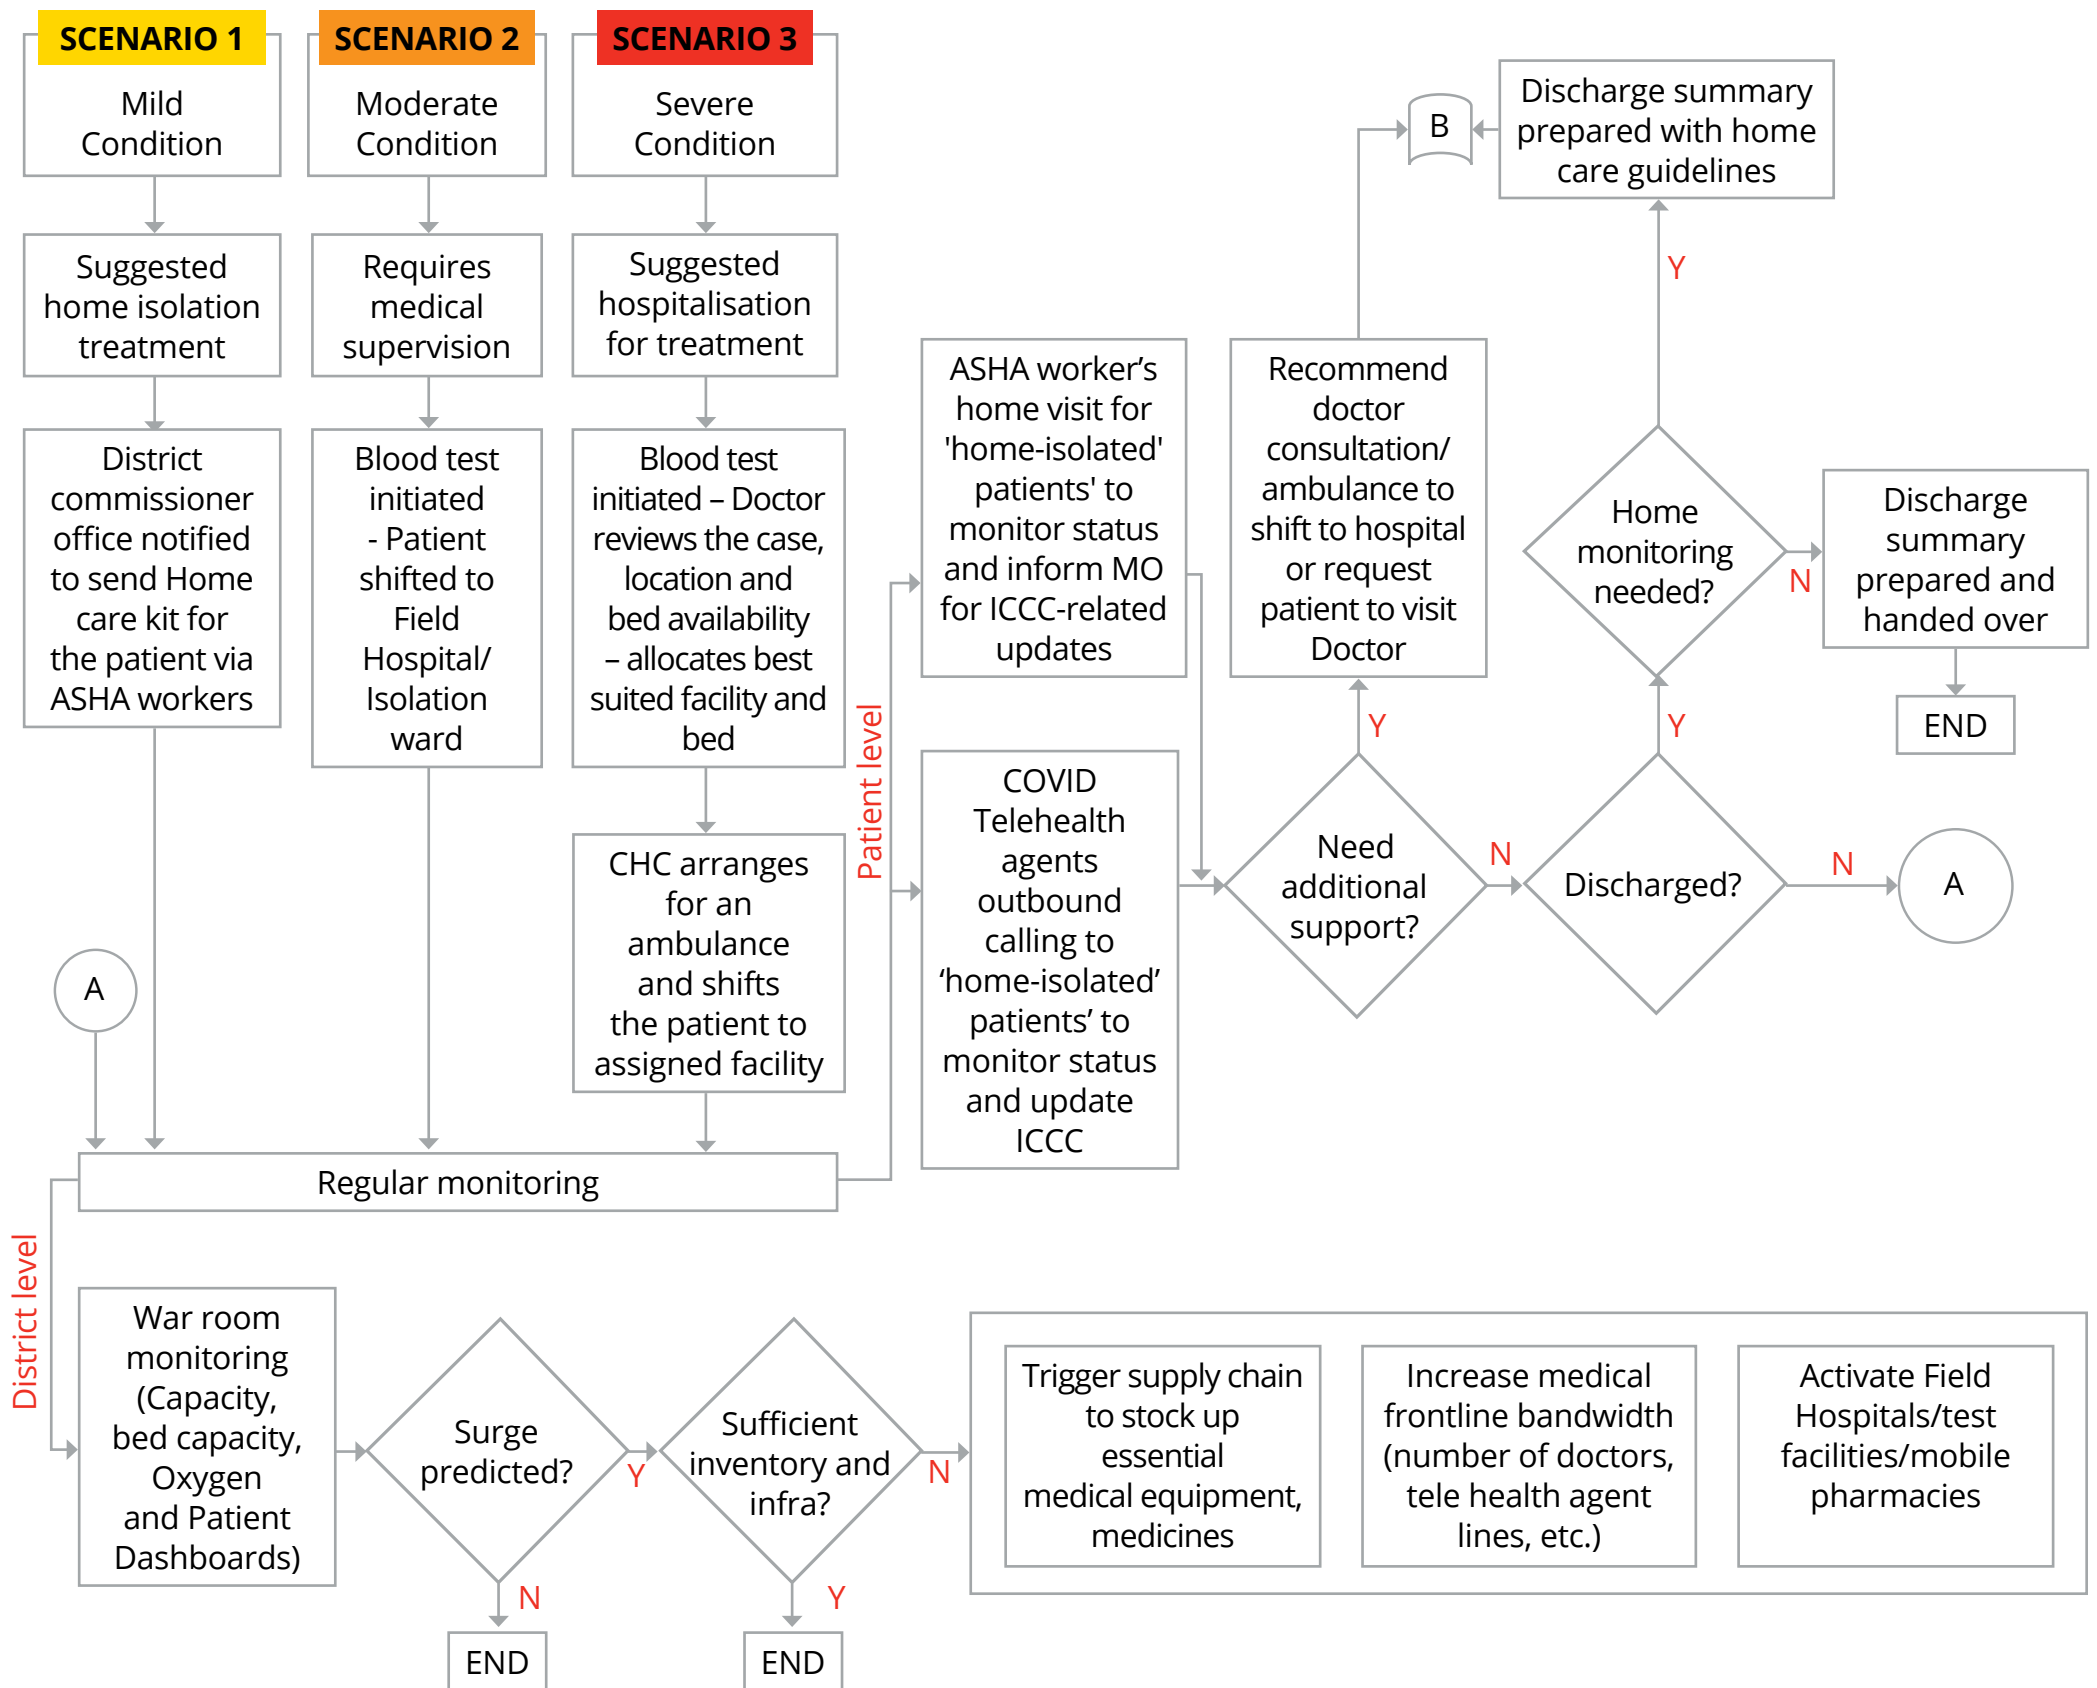 SCENARIO 1
Mild
Condition
Suggested
home isolation
treatment
District
commissioner
office notified
to send Home
care kit for
the patient via
ASHA workers
A
SCENARIO 2
Moderate
Condition
Requires
medical
supervision
Blood test
initiated
- Patient
shifted to
Field
Hospital/
Isolation
ward
SCENARIO 3
Severe
Condition
Suggested
hospitalisation
for treatment
Blood test
initiated – Doctor
reviews the case,
location and
bed availability
– allocates best
suited facility and
bed
CHC arranges
for an
ambulance
and shifts
the patient to
assigned facility
Regular monitoring
Patient level
ASHA worker’s
home visit for
'home-isolated'
patients' to
monitor status
and inform MO
for ICCC-related
updates
COVID
Telehealth
agents
outbound
calling to
‘home-isolated’
patients’ to
monitor status
and update
ICCC
Need
additional
support?
Y
Recommend
doctor
consultation/
ambulance to
shift to hospital
or request
patient to visit
Doctor
B
N
Discharged?
N
A
Y
Home
monitoring
needed?
Y
Discharge summary
prepared with home
care guidelines
N
Discharge
summary
prepared and
handed over
END
District level
War room
monitoring
(Capacity,
bed capacity,
Oxygen
and Patient
Dashboards)
Surge
predicted?
N
END
Y
Sufficient
inventory and
infra?
Y
END
N
Trigger supply chain
to stock up
essential
medical equipment,
medicines
Increase medical
frontline bandwidth
(number of doctors,
tele health agent
lines, etc.)
Activate Field
Hospitals/test
facilities/mobile
pharmacies